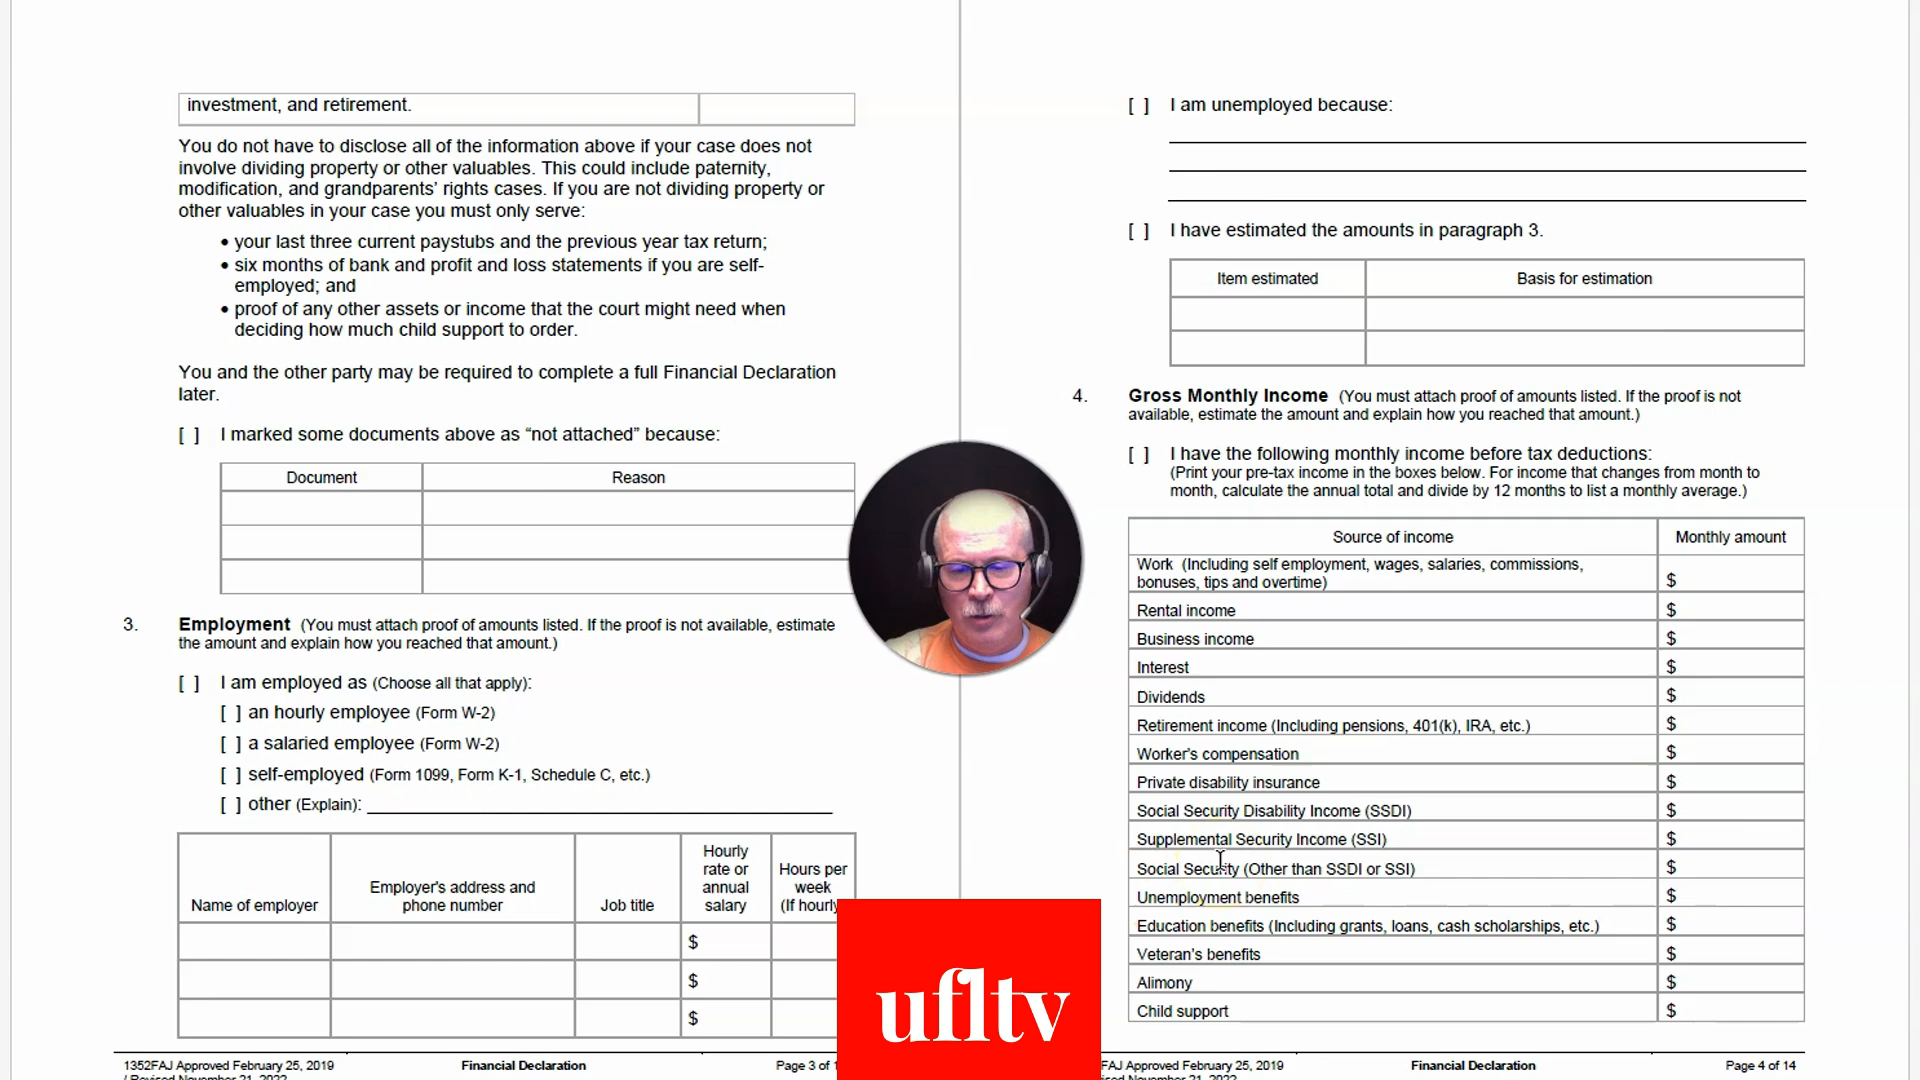 investment, and retirement.
You do not have to disclose all of the information above if your case does not
involve dividing property or other valuables. This could include paternity,
modification, and grandparents' rights cases. If you are not dividing property or
other valuables in your case you must only serve:
• your last three current paystubs and the previous year tax return;
• six months of bank and profit and loss statements if you are self-
employed; and
• proof of any other assets or income that the court might need when
deciding how much child support to order.
You and the other party may be required to complete a full Financial Declaration
later.
[ ] I marked some documents above as “not attached” because:
Document Reason
3. Employment (You must attach proof of amounts listed. If the proof is not available, estimate
the amount and explain how you reached that amount.)
[ ] I am employed as (Choose all that apply):
[ ] an hourly employee (Form W-2)
[ ] a salaried employee (Form W-2)
[ ] self-employed (Form 1099, Form K-1, Schedule C, etc.)
[ ] other (Explain):
Name of employer
Employer's address and
phone number
Job title
Hourly
rate or
annual
salary
Hours per
week
(If hourly
$
$
$
1352FAJ Approved February 25, 2019 Financial Declaration Page 3 of
/ Revised November 21, 2022
[ ] I am unemployed because:
[ ] I have estimated the amounts in paragraph 3.
Item estimated Basis for estimation
4. Gross Monthly Income (You must attach proof of amounts listed. If the proof is not
available, estimate the amount and explain how you reached that amount.)
[ ] I have the following monthly income before tax deductions:
(Print your pre-tax income in the boxes below. For income that changes from month to
month, calculate the annual total and divide by 12 months to list a monthly average.)
Source of income Monthly amount
Work (Including self employment, wages, salaries, commissions,
bonuses, tips and overtime) $
Rental income $
Business income $
Interest $
Dividends $
Retirement income (Including pensions, 401(k), IRA, etc.) $
Worker's compensation $
Private disability insurance $
Social Security Disability Income (SSDI) $
Supplemental Security Income (SSI) $
Social Security (Other than SSDI or SSI) $
Unemployment benefits $
Education benefits (Including grants, loans, cash scholarships, etc.) $
Veteran's benefits $
Alimony $
Child support $
FAJ Approved February 25, 2019 Financial Declaration Page 4 of 14
ised November 21, 2022
ufltv